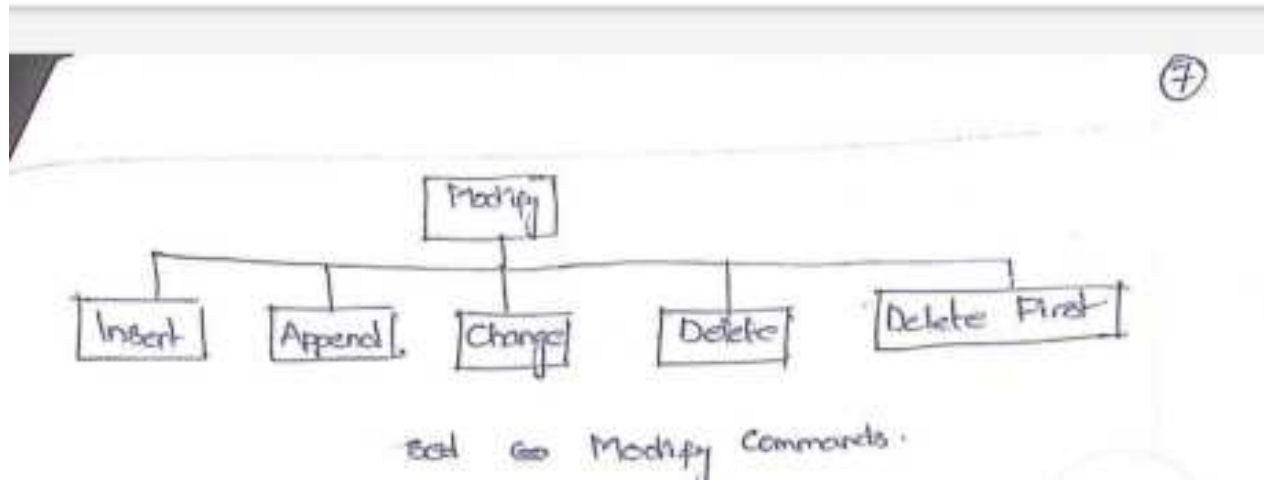 7
Modify
Insert Append Change Delete Delete First
sed Modify Commands.